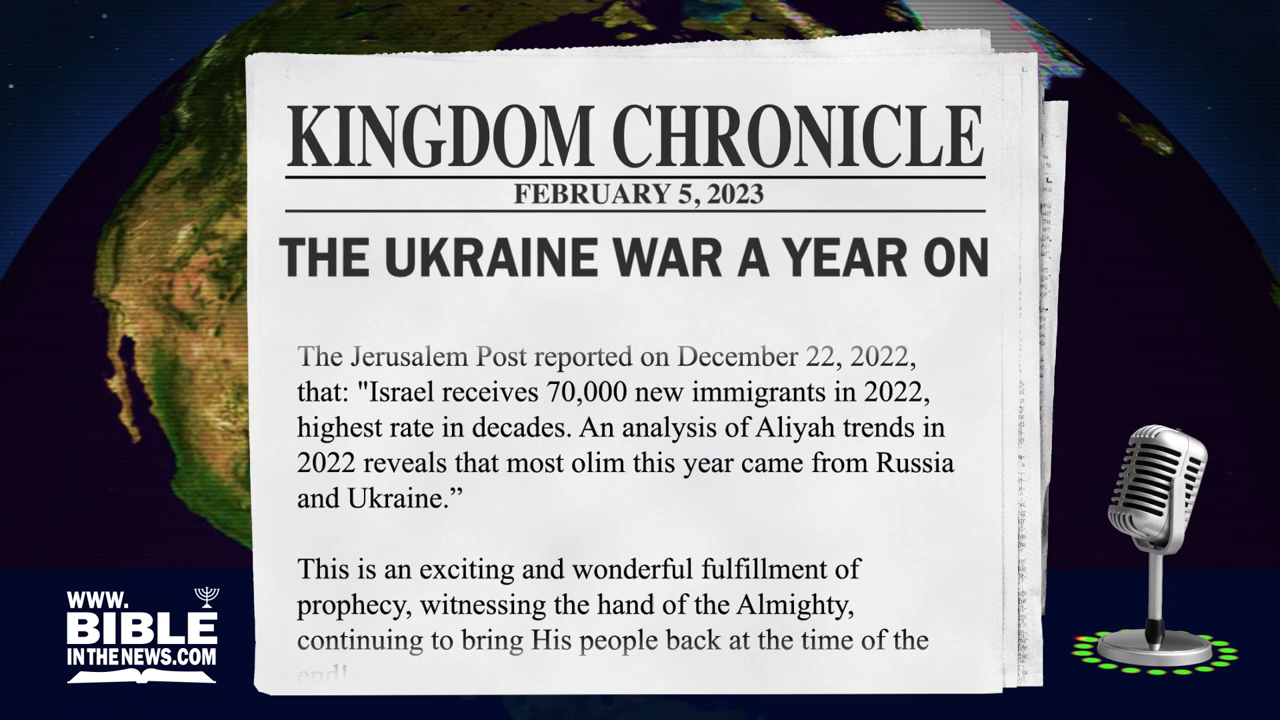 KINGDOM CHRONICLE
FEBRUARY 5, 2023
THE UKRAINE WAR A YEAR ON
The Jerusalem Post reported on December 22, 2022,
that: "Israel receives 70,000 new immigrants in 2022,
highest rate in decades. An analysis of Aliyah trends in
2022 reveals that most olim this year came from Russia
and Ukraine.”
This is an exciting and wonderful fulfillment of
prophecy, witnessing the hand of the Almighty,
continuing to bring His people back at the time of the
end!
WWW.
BIBLE
INTHENEWS.COM